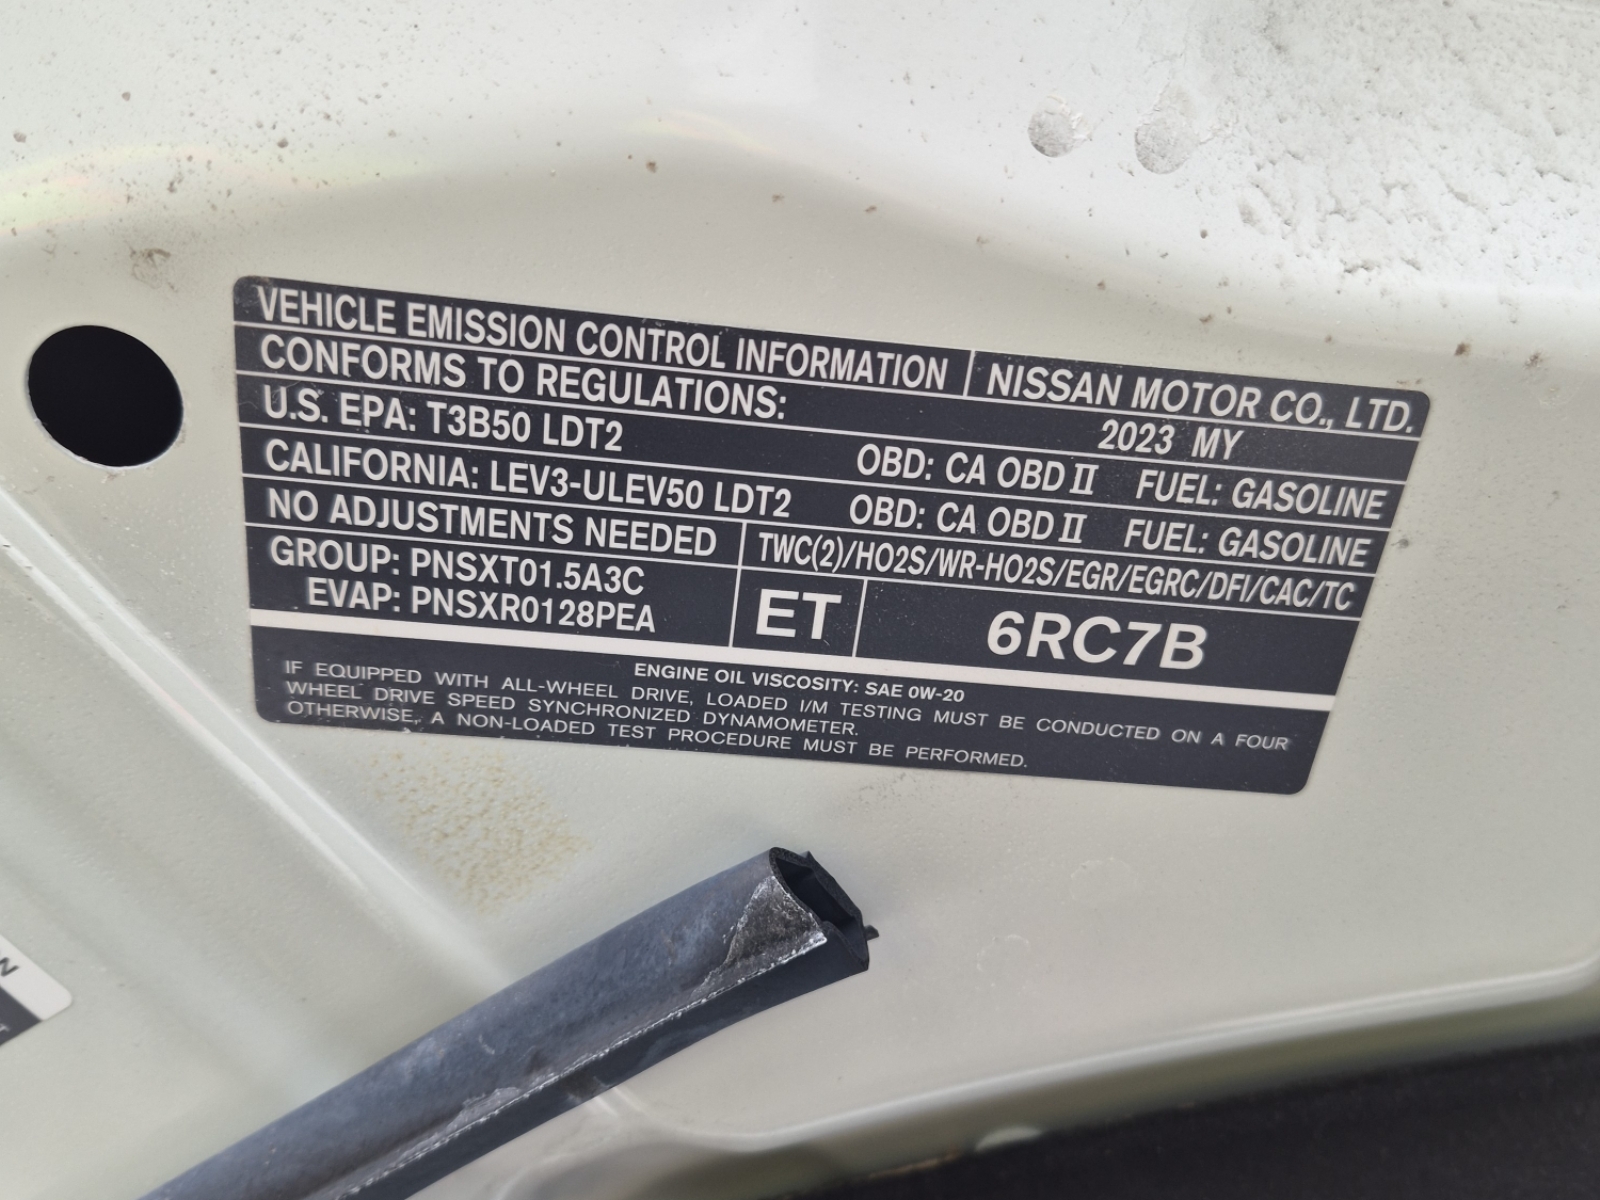 VEHICLE EMISSION CONTROL INFORMATION NISSAN MOTOR CO., LTD.
CONFORMS TO REGULATIONS: 2023 MY
U.S. EPA: T3B50 LDT2 OBD: CA OBD II FUEL: GASOLINE
CALIFORNIA: LEV3-ULEV50 LDT2 OBD: CA OBD II FUEL: GASOLINE
NO ADJUSTMENTS NEEDED TWC(2)/HO2S/WR-HO2S/EGR/EGRC/DFI/CAC/TC
GROUP: PNSXT01.5A3C
EVAP: PNSXR0128PEA
ET
6RC7B
ENGINE OIL VISCOSITY: SAE 0W-20
IF EQUIPPED WITH ALL-WHEEL DRIVE, LOADED I/M TESTING MUST BE CONDUCTED ON A FOUR
WHEEL DRIVE SPEED SYNCHRONIZED DYNAMOMETER.
OTHERWISE, A NON-LOADED TEST PROCEDURE MUST BE PERFORMED.